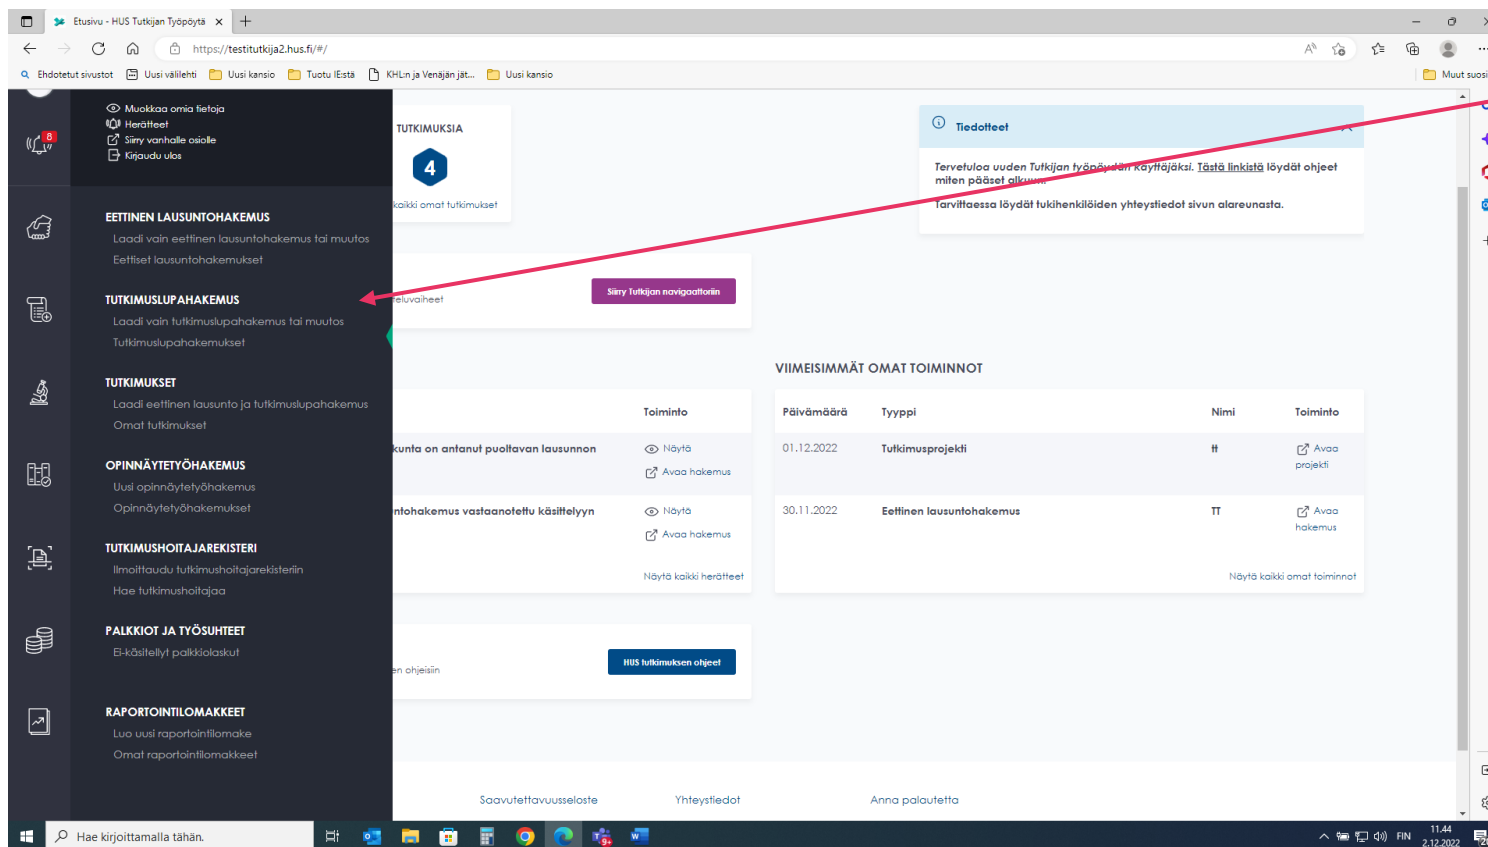 Etusivu - HUS Tutkijan Työpöytä
https://testitutkija2.hus.fi/#/
Ehdotetut sivustot
Uusi välilehti
Uusi kansio
Tuotu IE:stä
KHL:n ja Venäjän jät...
Uusi kansio
Muut suosi
8
Muokkaa omia tietoja
Herätteet
Siirry vanhalle osiolle
Kirjaudu ulos
EETTINEN LAUSUNTOHAKEMUS
Laadi vain eettinen lausuntohakemus tai muutos
Eettiset lausuntohakemukset
TUTKIMUSLUPAHAKEMUS
Laadi vain tutkimuslupahakemus tai muutos
Tutkimuslupahakemukset
TUTKIMUKSET
Laadi eettinen lausunto ja tutkimuslupahakemus
Omat tutkimukset
OPINNÄYTETYÖHAKEMUS
Uusi opinnäytetyöhakemus
Opinnäytetyöhakemukset
TUTKIMUSHOITAJAREKISTERI
Ilmoittaudu tutkimushoitajarekisteriin
Hae tutkimushoitajaa
PALKKIOT JA TYÖSUHTEET
Ei-käsitellyt palkkiolaskut
RAPORTOINTILOMAKKEET
Luo uusi raportointilomake
Omat raportointilomakkeet
TUTKIMUKSIA
4
kaikki omat tutkimukset
Tiedotteet
Tervetuloa uuden Tutkijan työpöydän käyttäjäksi. Tästä linkistä löydät ohjeet
miten pääset alkuun.
Tarvittaessa löydät tukihenkilöiden yhteystiedot sivun alareunasta.
eluvaiheet
Siirry Tutkijan navigaattoriin
Toiminto
kunta on antanut puoltavan lausunnon
Näytä
Avaa hakemus
ntohakemus vastaanotettu käsittelyyn
Näytä
Avaa hakemus
Näytä kaikki herätteet
VIIMEISIMMÄT OMAT TOIMINNOT
Päivämäärä Tyyppi Nimi Toiminto
01.12.2022 Tutkimusprojekti tt Avaa
projekti
30.11.2022 Eettinen lausuntohakemus TT Avaa
hakemus
Näytä kaikki omat toiminnot
en ohjeisiin
HUS tutkimuksen ohjeet
Saavutettavuusseloste
Yhteystiedot
Anna palautetta
Hae kirjoittamalla tähän.
9+
FIN
11.44
2.12.2022